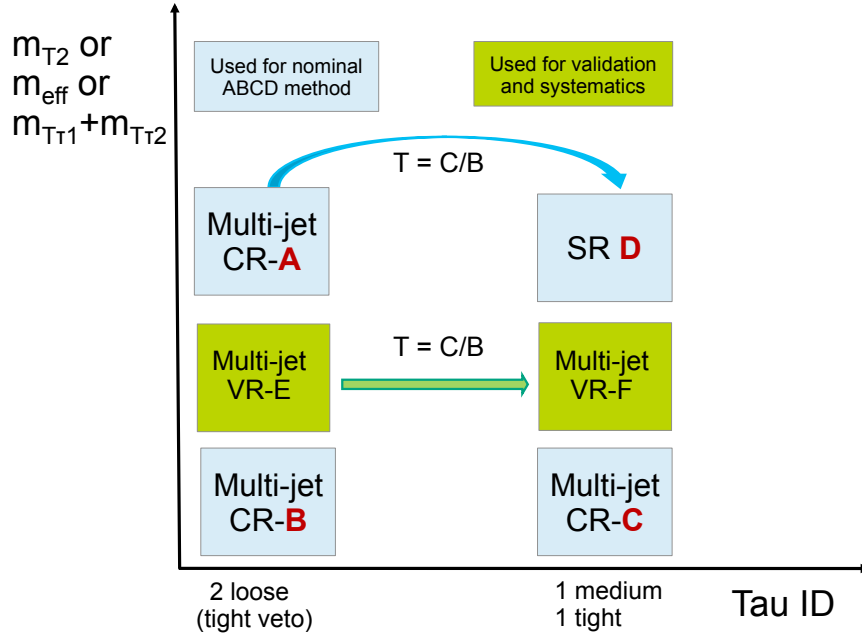 m_T2 or
m_eff or
m_Tτ1+m_Tτ2
Used for nominal
ABCD method
Used for validation
and systematics
T = C/B
Multi-jet
CR-A
SR D
T = C/B
Multi-jet
VR-E
Multi-jet
VR-F
Multi-jet
CR-B
Multi-jet
CR-C
2 loose
(tight veto)
1 medium
1 tight
Tau ID